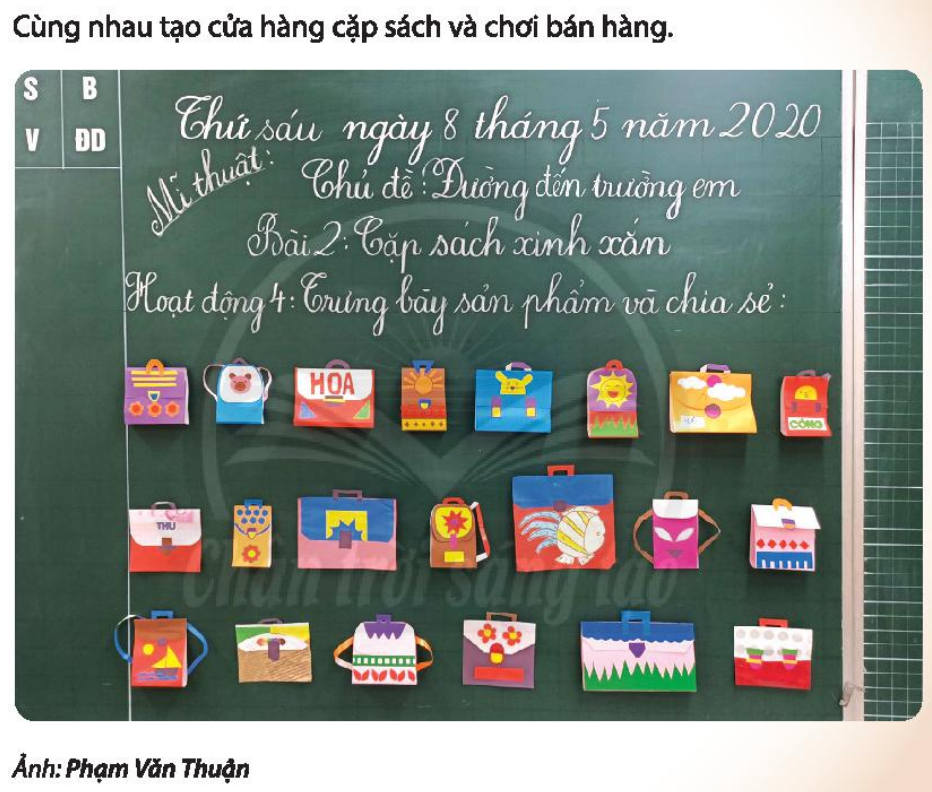 Cùng nhau tạo cửa hàng cặp sách và chơi bán hàng.
S B
V ĐD
Thứ sáu ngày 8 tháng 5 năm 2020
Mĩ thuật:
Chủ đề: Đường đến trường em
Bài 2: Cặp sách xinh xắn
Hoạt động 4: Trưng bày sản phẩm và chia sẻ:
HOA
CÔNG
THU
Chân trời sáng tạo
Ảnh: Phạm Văn Thuận